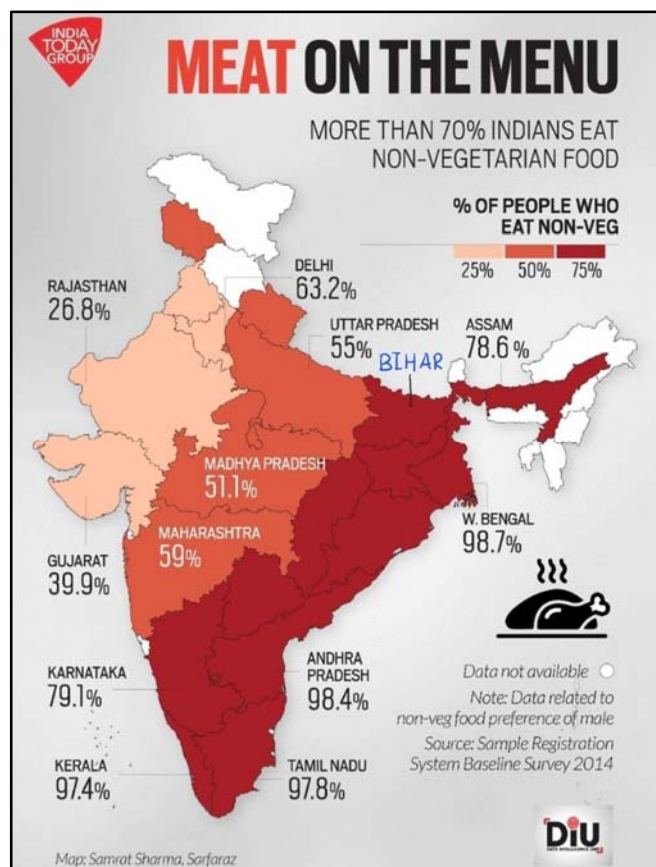 INDIA
TODAY
GROUP
MEAT ON THE MENU
MORE THAN 70% INDIANS EAT
NON-VEGETARIAN FOOD
% OF PEOPLE WHO
EAT NON-VEG
25% 50% 75%
DELHI
63.2%
RAJASTHAN
26.8%
UTTAR PRADESH
55%
ASSAM
78.6%
BIHAR
MADHYA PRADESH
51.1%
W. BENGAL
98.7%
MAHARASHTRA
59%
GUJARAT
39.9%
KARNATAKA
79.1%
ANDHRA
PRADESH
98.4%
Data not available
Note: Data related to
non-veg food preference of male
Source: Sample Registration
System Baseline Survey 2014
KERALA
97.4%
TAMIL NADU
97.8%
DiU
DATA INTELLIGENCE UNIT
Map: Samrat Sharma, Sarfaraz